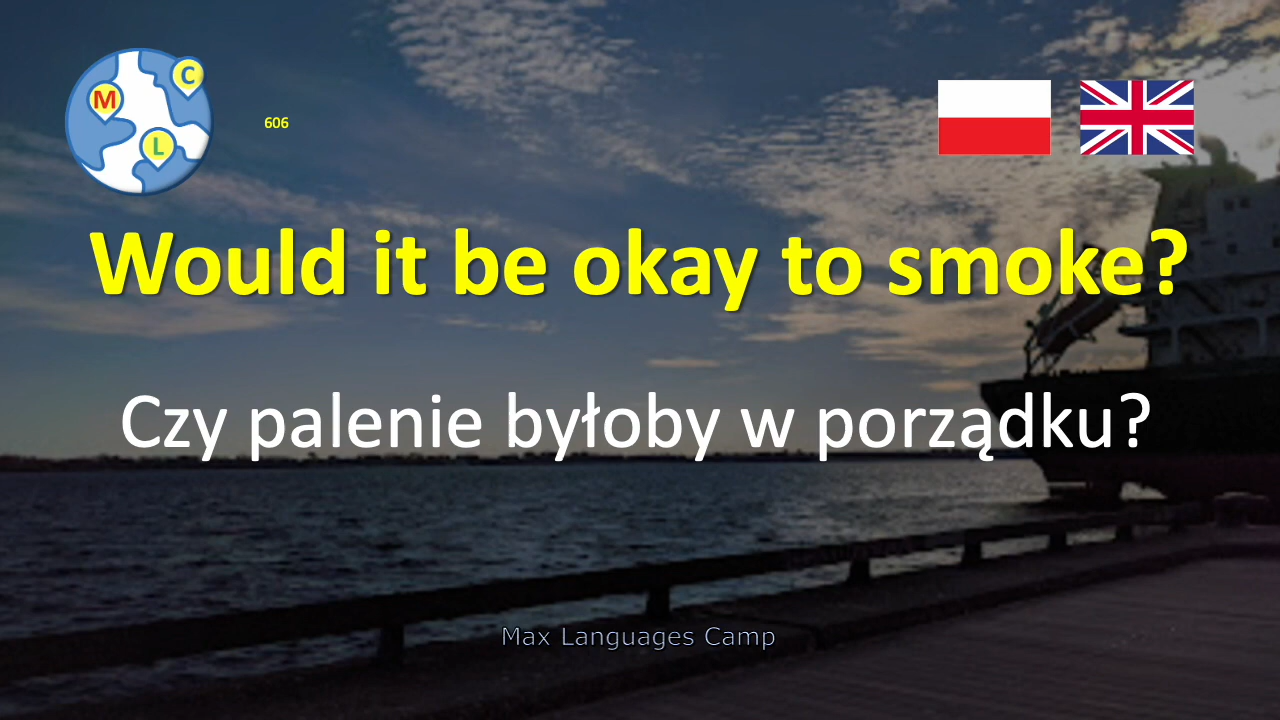 M C L
606
Would it be okay to smoke?
Czy palenie byłoby w porządku?
Max Languages Camp